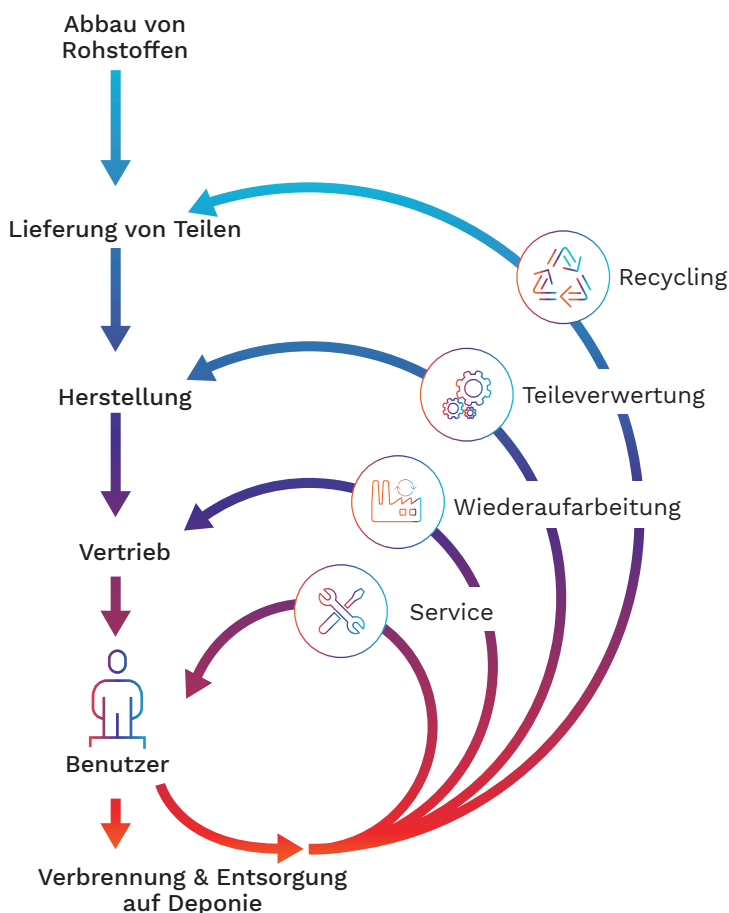 Abbau von
Rohstoffen
Lieferung von Teilen
Recycling
Herstellung
Teileverwertung
Wiederaufarbeitung
Vertrieb
Service
Benutzer
Verbrennung & Entsorgung
auf Deponie